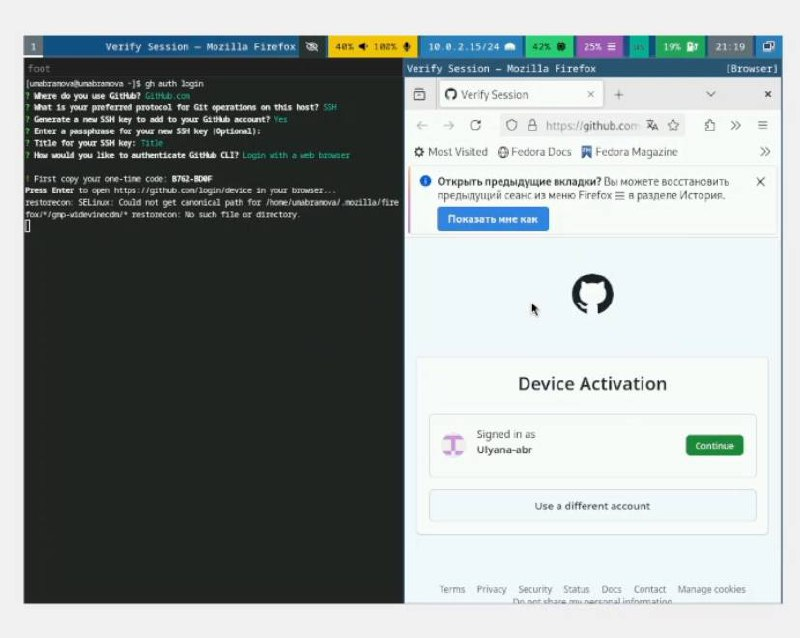 1 Verify Session — Mozilla Firefox 40% 100% 10.0.2.15/24 42% 25% 19% 21:19
foot
[umabramova@umabramova ~]$ gh auth login
? Where do you use GitHub? GitHub.com
? What is your preferred protocol for Git operations on this host? SSH
? Generate a new SSH key to add to your GitHub account? Yes
? Enter a passphrase for your new SSH key (Optional):
? Title for your SSH key: Title
? How would you like to authenticate GitHub CLI? Login with a web browser
! First copy your one-time code: B762-BD0F
Press Enter to open https://github.com/login/device in your browser...
restorecon: SELinux: Could not get canonical path for /home/umabramova/.mozilla/fire
fox/*/gmp-widevinecdm/* restorecon: No such file or directory.
Verify Session — Mozilla Firefox [Browser]
Verify Session
https://github.com
Most Visited Fedora Docs Fedora Magazine
Открыть предыдущие вкладки? Вы можете восстановить
предыдущий сеанс из меню Firefox в разделе История.
Показать мне как
Device Activation
Signed in as
Ulyana-abr
Continue
Use a different account
Terms Privacy Security Status Docs Contact Manage cookies
Do not share my personal information